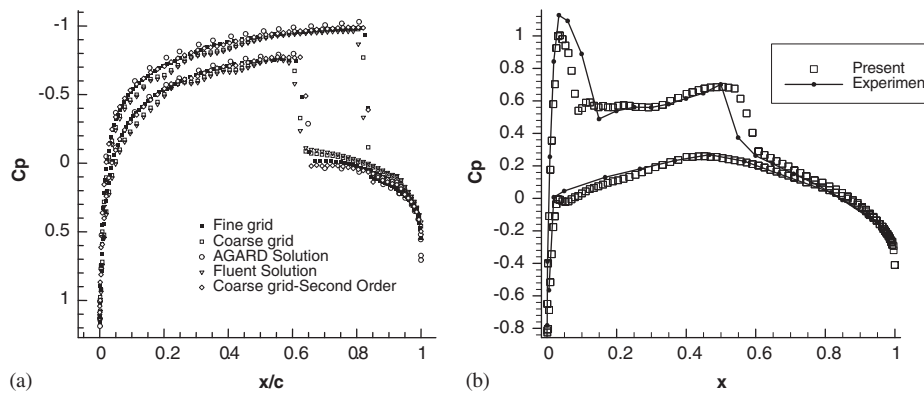 -1
-0.5
0
0.5
1
Cp
Fine grid
Coarse grid
AGARD Solution
Fluent Solution
Coarse grid-Second Order
0 0.2 0.4 0.6 0.8 1
(a)
x/c
1
0.8
0.6
0.4
0.2
0
-0.2
-0.4
-0.6
-0.8
Cp
Present
Experimen
0 0.2 0.4 0.6 0.8 1
(b)
x